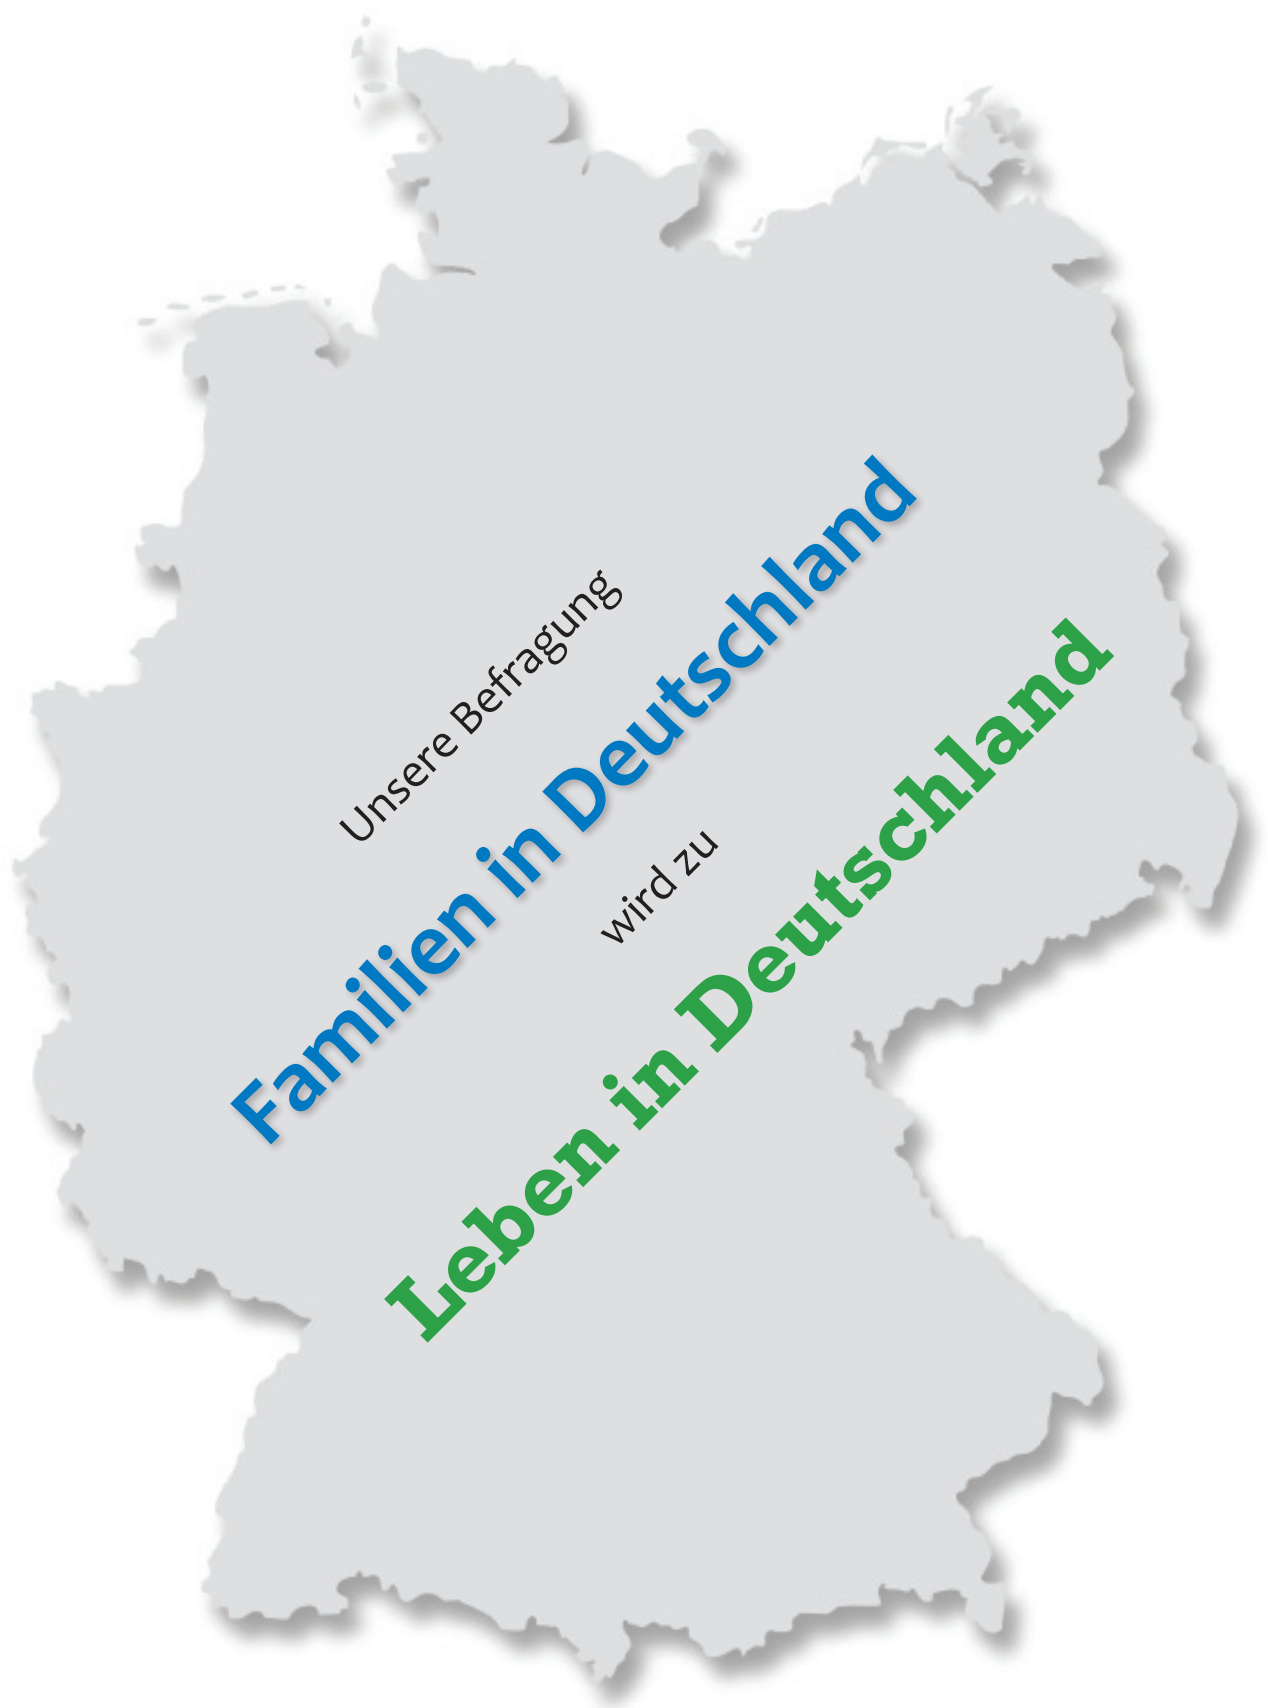 Unsere Befragung
Familien in Deutschland
wird zu
Leben in Deutschland